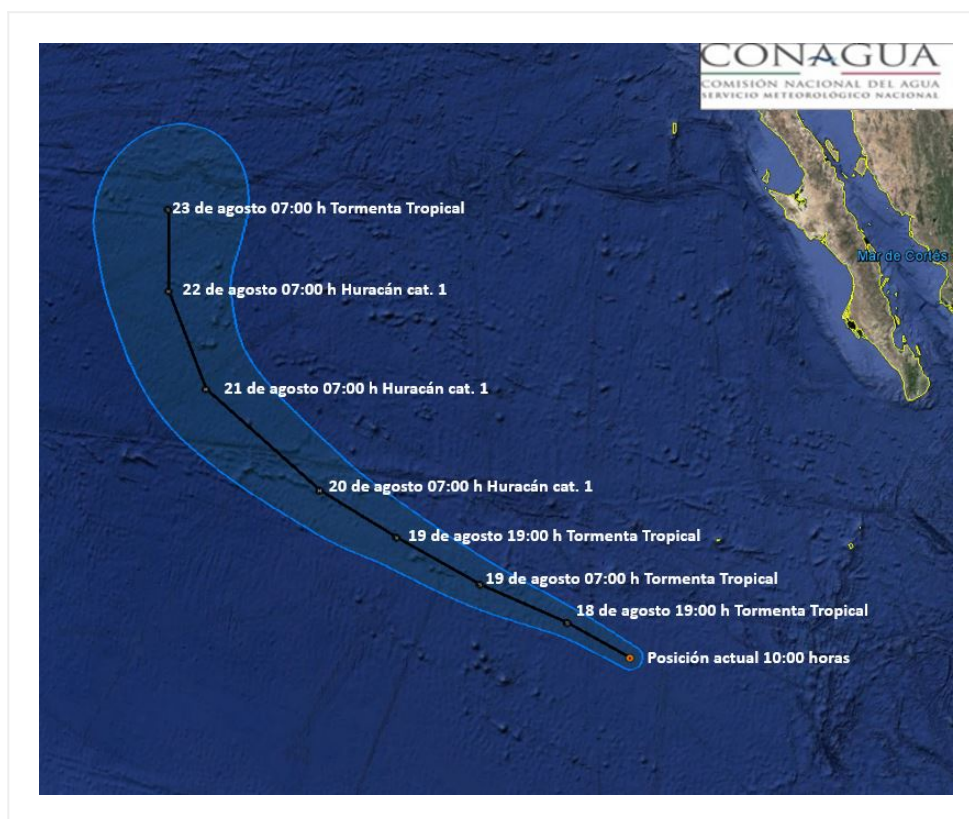 CONAGUA
COMISIÓN NACIONAL DEL AGUA
SERVICIO METEOROLÓGICO NACIONAL
23 de agosto 07:00 h Tormenta Tropical
Mar de Cortés
22 de agosto 07:00 h Huracán cat. 1
21 de agosto 07:00 h Huracán cat. 1
20 de agosto 07:00 h Huracán cat. 1
19 de agosto 19:00 h Tormenta Tropical
19 de agosto 07:00 h Tormenta Tropical
18 de agosto 19:00 h Tormenta Tropical
Posición actual 10:00 horas